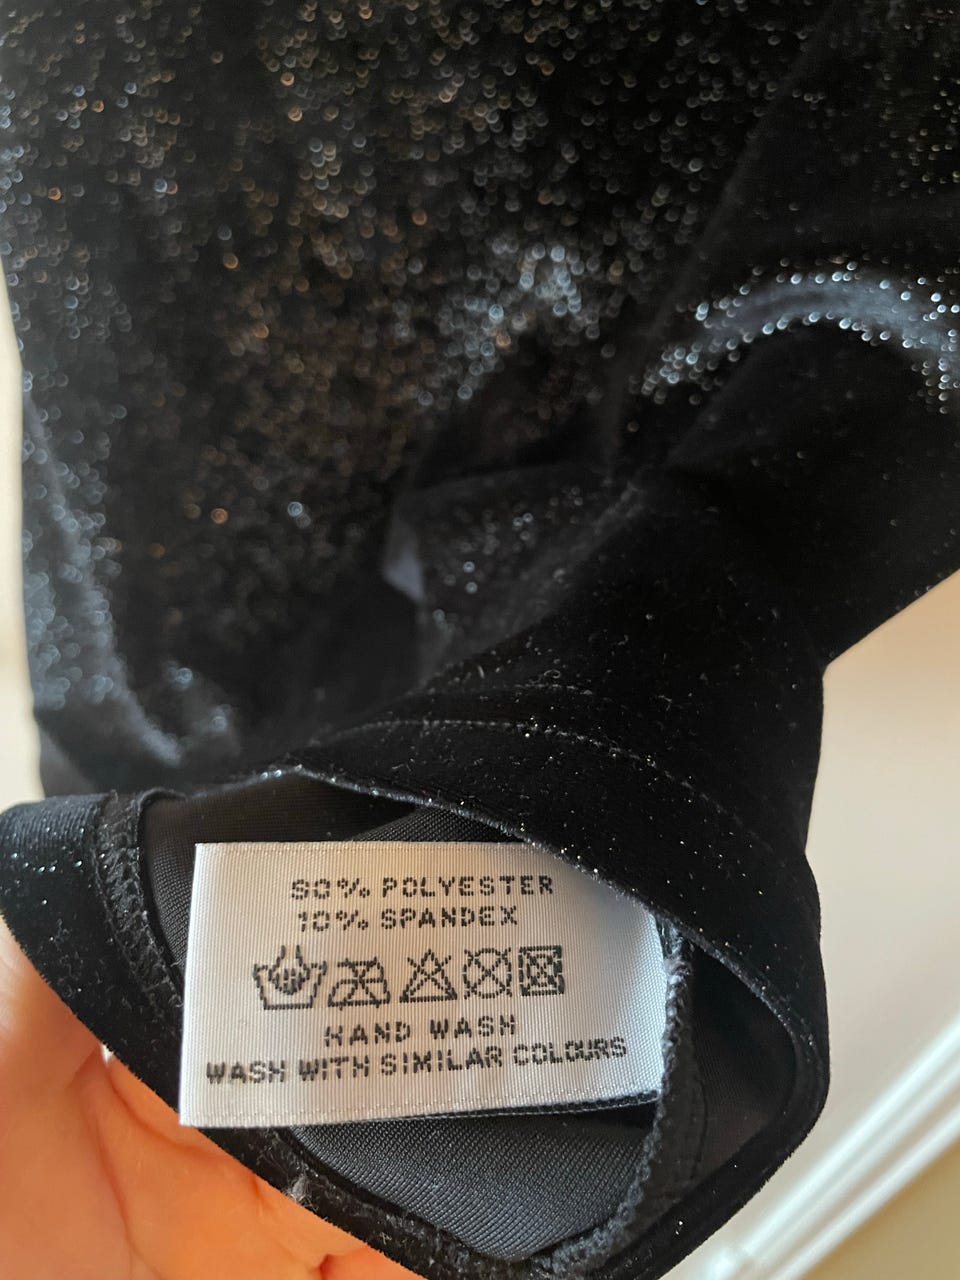 90% POLYESTER
10% SPANDEX
HAND WASH
WASH WITH SIMILAR COLOURS